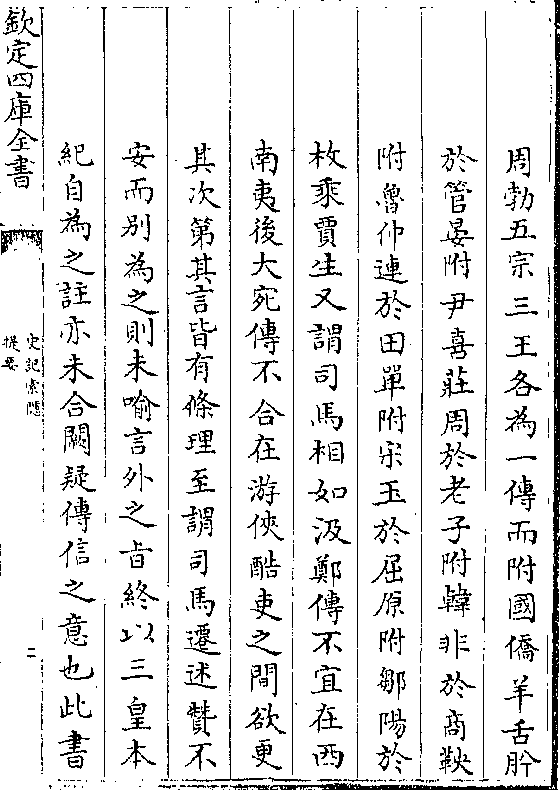 周勃五宗三王各為一傳而附國僑羊舌肸
於管晏附尹喜莊周於老子附韓非於商鞅
附魯仲連於田單附宋玉於屈原附鄒陽於
枚乘賈生又謂司馬相如汲鄭傳不宜在西
南夷後大宛傳不合在游俠酷吏之間欲更
其次第其言皆有條理至謂司馬遷述贊不
安而别為之則未喻言外之旨終以三皇本
紀自為之註亦未合闕疑傳信之意也此書
欽定四庫全書
史記索隱
提要
二